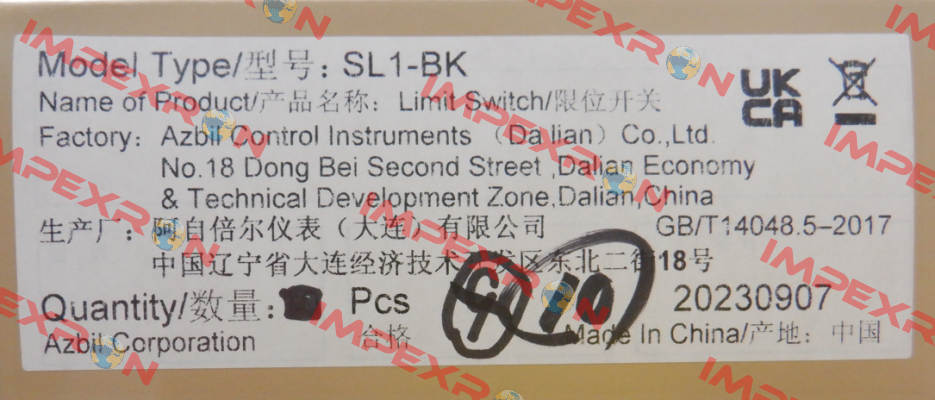 Model Type/型号: SL1-BK
Name of Product/产品名称: Limit Switch/限位开关
Factory: Azbil Control Instruments (Dalian) Co.,Ltd.
No.18 Dong Bei Second Street ,Dalian Economy
& Technical Development Zone,Dalian,China
生产厂: 阿自倍尔仪表(大连)有限公司
GB/T14048.5-2017
中国辽宁省大连经济技术开发区东北二街18号
Quantity/数量: Pcs
10
20230907
Azbil Corporation
合格
Made In China/产地: 中国
UK
CA
IMPEXRON